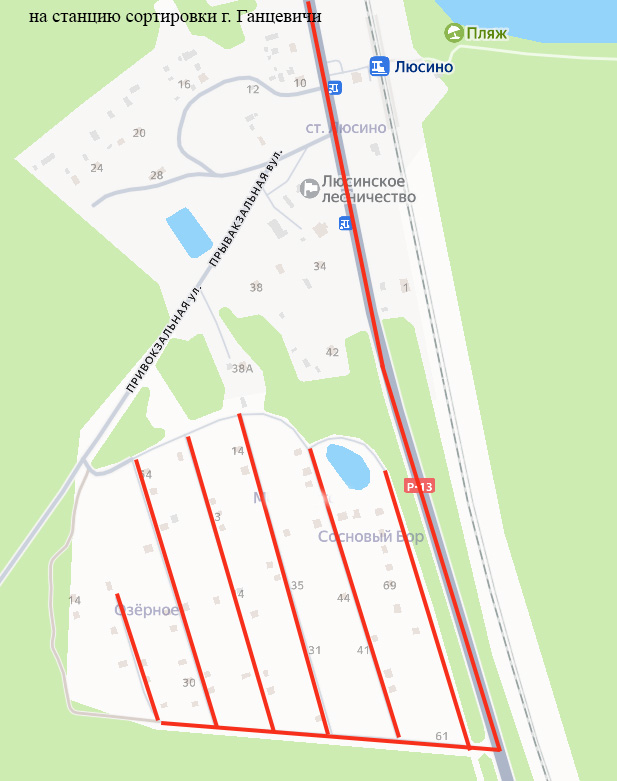 на станцию сортировки г. Ганцевичи
Пляж
Люсино
16
12
10
ст. Люсино
20
24
28
Люсинское
лесничество
ПРЫВАКЗАЛЬНАЯ ВУЛ.
34
38
1
ПРИВОКЗАЛЬНАЯ УЛ.
42
38А
14
Р-13
3
Сосновый Бор
14
Озёрное
4
35
44
69
31
41
30
61